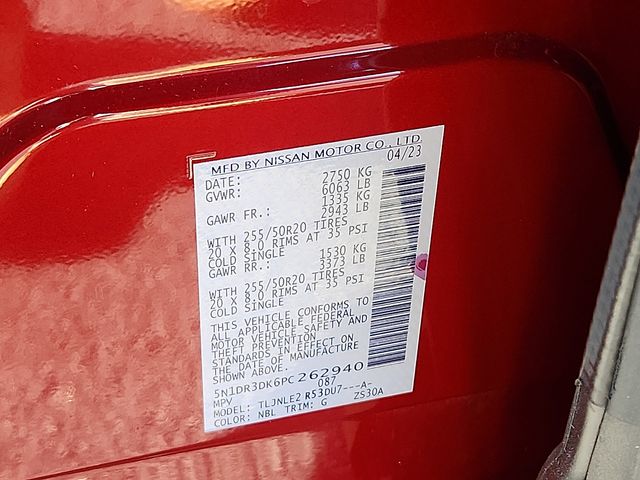 MFD BY NISSAN MOTOR CO., LTD.
DATE: 04/23
GVWR: 2750 KG
6063 LB
GAWR FR.: 1335 KG
2943 LB
WITH 255/50R20 TIRES
20 X 8.0 RIMS AT 35 PSI
COLD SINGLE
GAWR RR.: 1530 KG
3373 LB
WITH 255/50R20 TIRES
20 X 8.0 RIMS AT 35 PSI
COLD SINGLE
THIS VEHICLE CONFORMS TO
ALL APPLICABLE FEDERAL
MOTOR VEHICLE SAFETY AND
THEFT PREVENTION
STANDARDS IN EFFECT ON
THE DATE OF MANUFACTURE
SHOWN ABOVE.
5N1DR3DK6PC262940
MPV 087
MODEL: TLJNLE2 R53DU7---A-
COLOR: NBL TRIM: G ZS30A